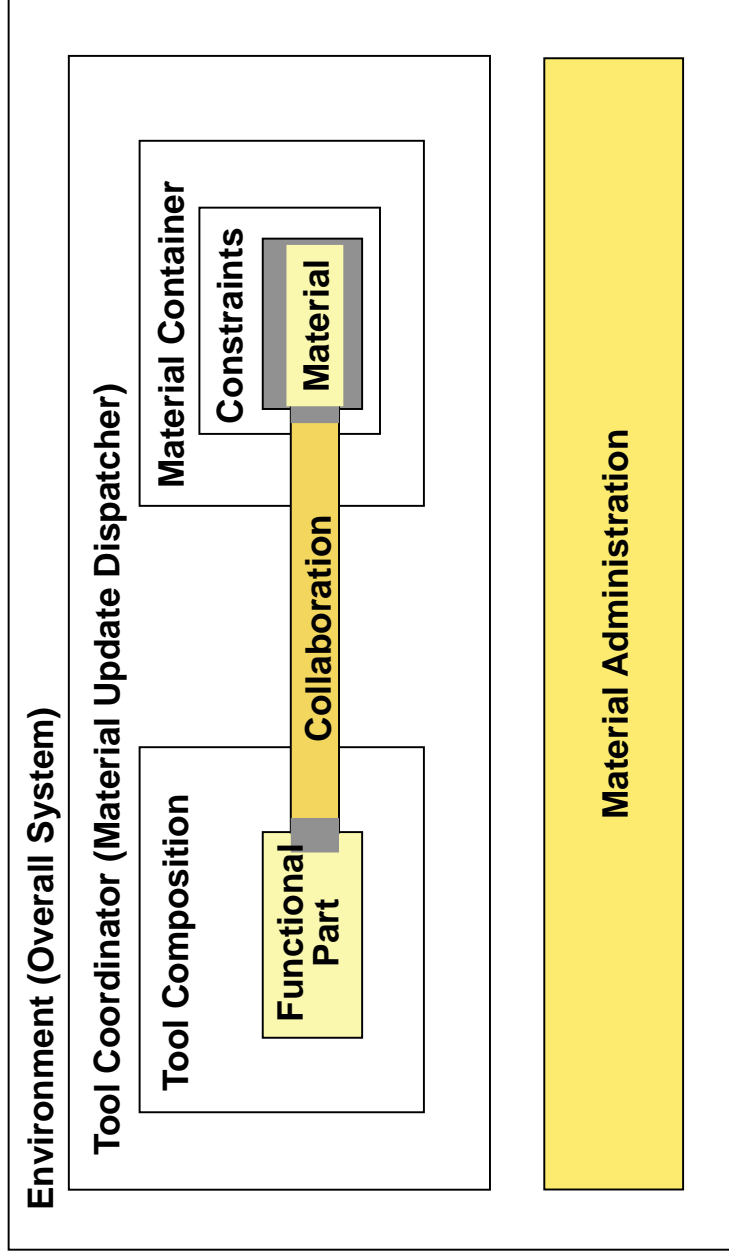 Environment (Overall System)
Tool Coordinator (Material Update Dispatcher)
Tool Composition
Functional
Part
Collaboration
Material Container
Constraints
Material
Material Administration